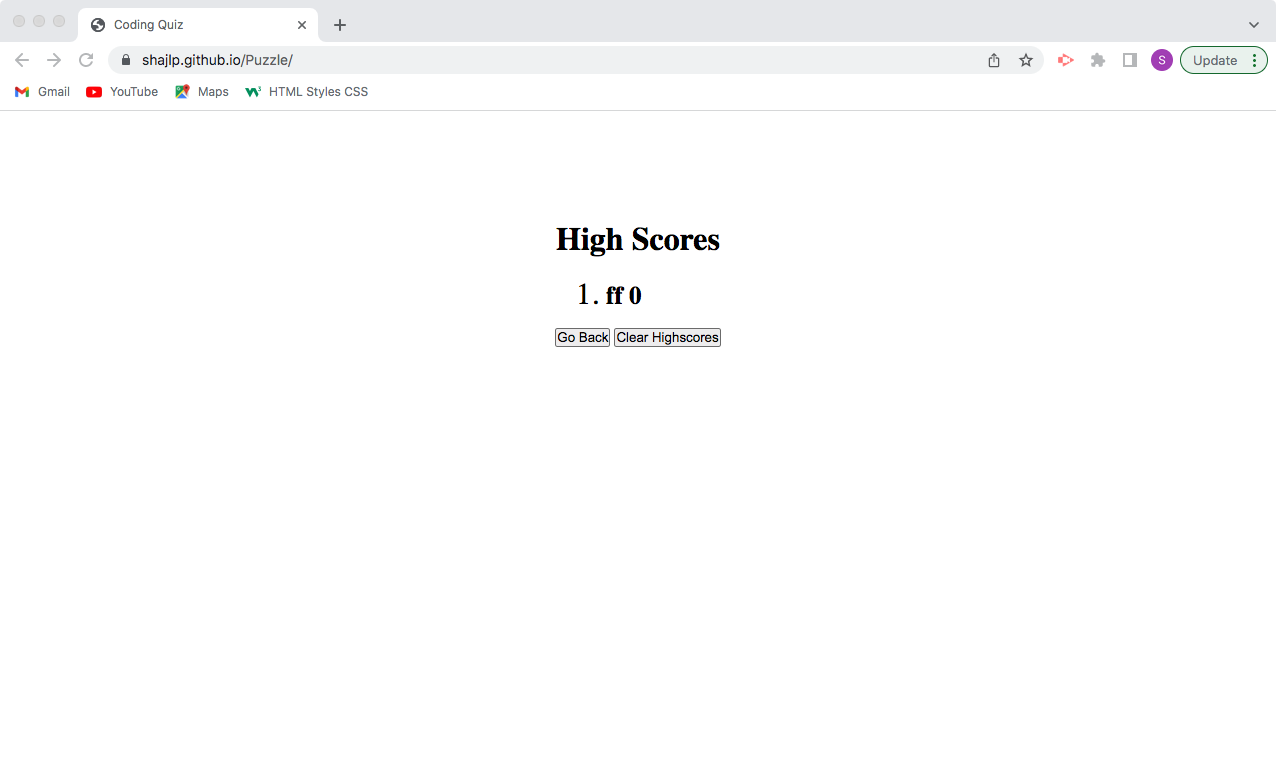 Coding Quiz
shajlp.github.io/Puzzle/
S
Update
Gmail YouTube Maps HTML Styles CSS
High Scores
1. ff 0
Go Back Clear Highscores